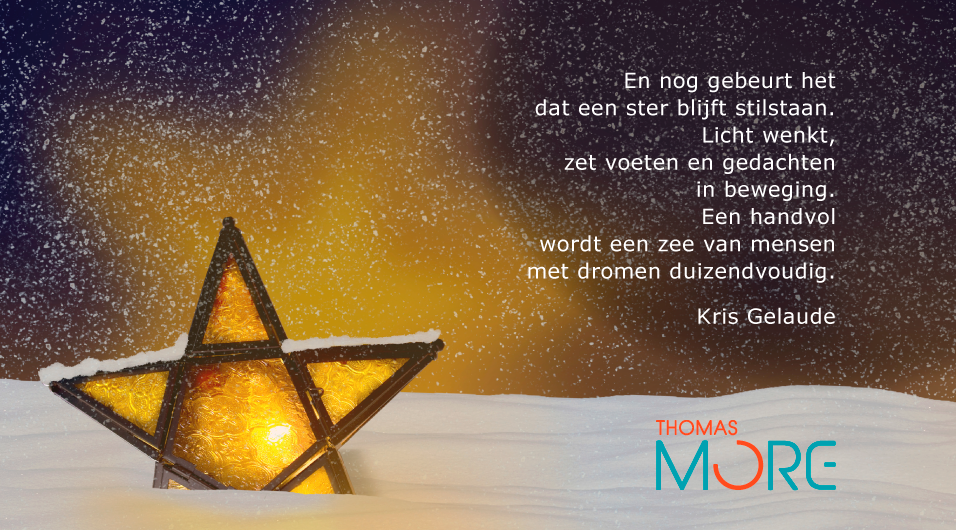 En nog gebeurt het
dat een ster blijft stilstaan.
Licht wenkt,
zet voeten en gedachten
in beweging.
Een handvol
wordt een zee van mensen
met dromen duizendvoudig.
Kris Gelaude
THOMAS
MORE